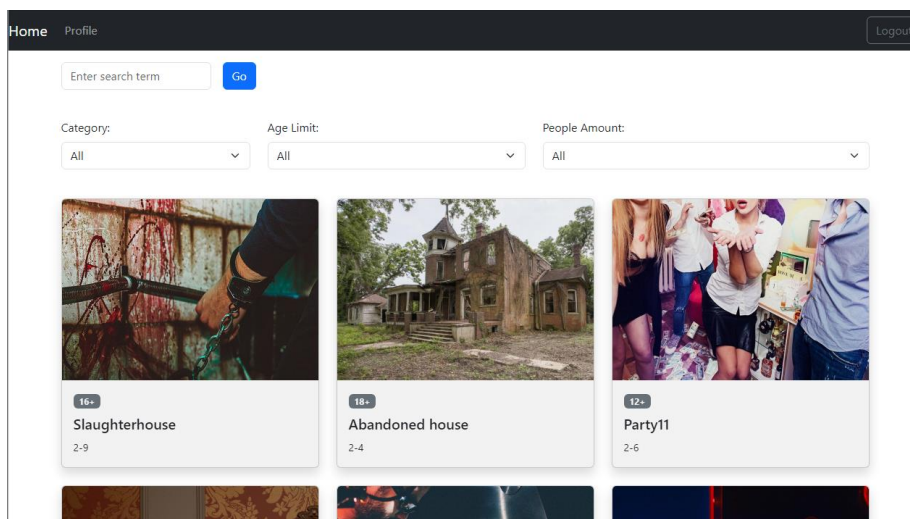 Home Profile Logout
Enter search term Go
Category: Age Limit: People Amount:
All All All
16+ 18+ 12+
Slaughterhouse Abandoned house Party11
2-9 2-4 2-6